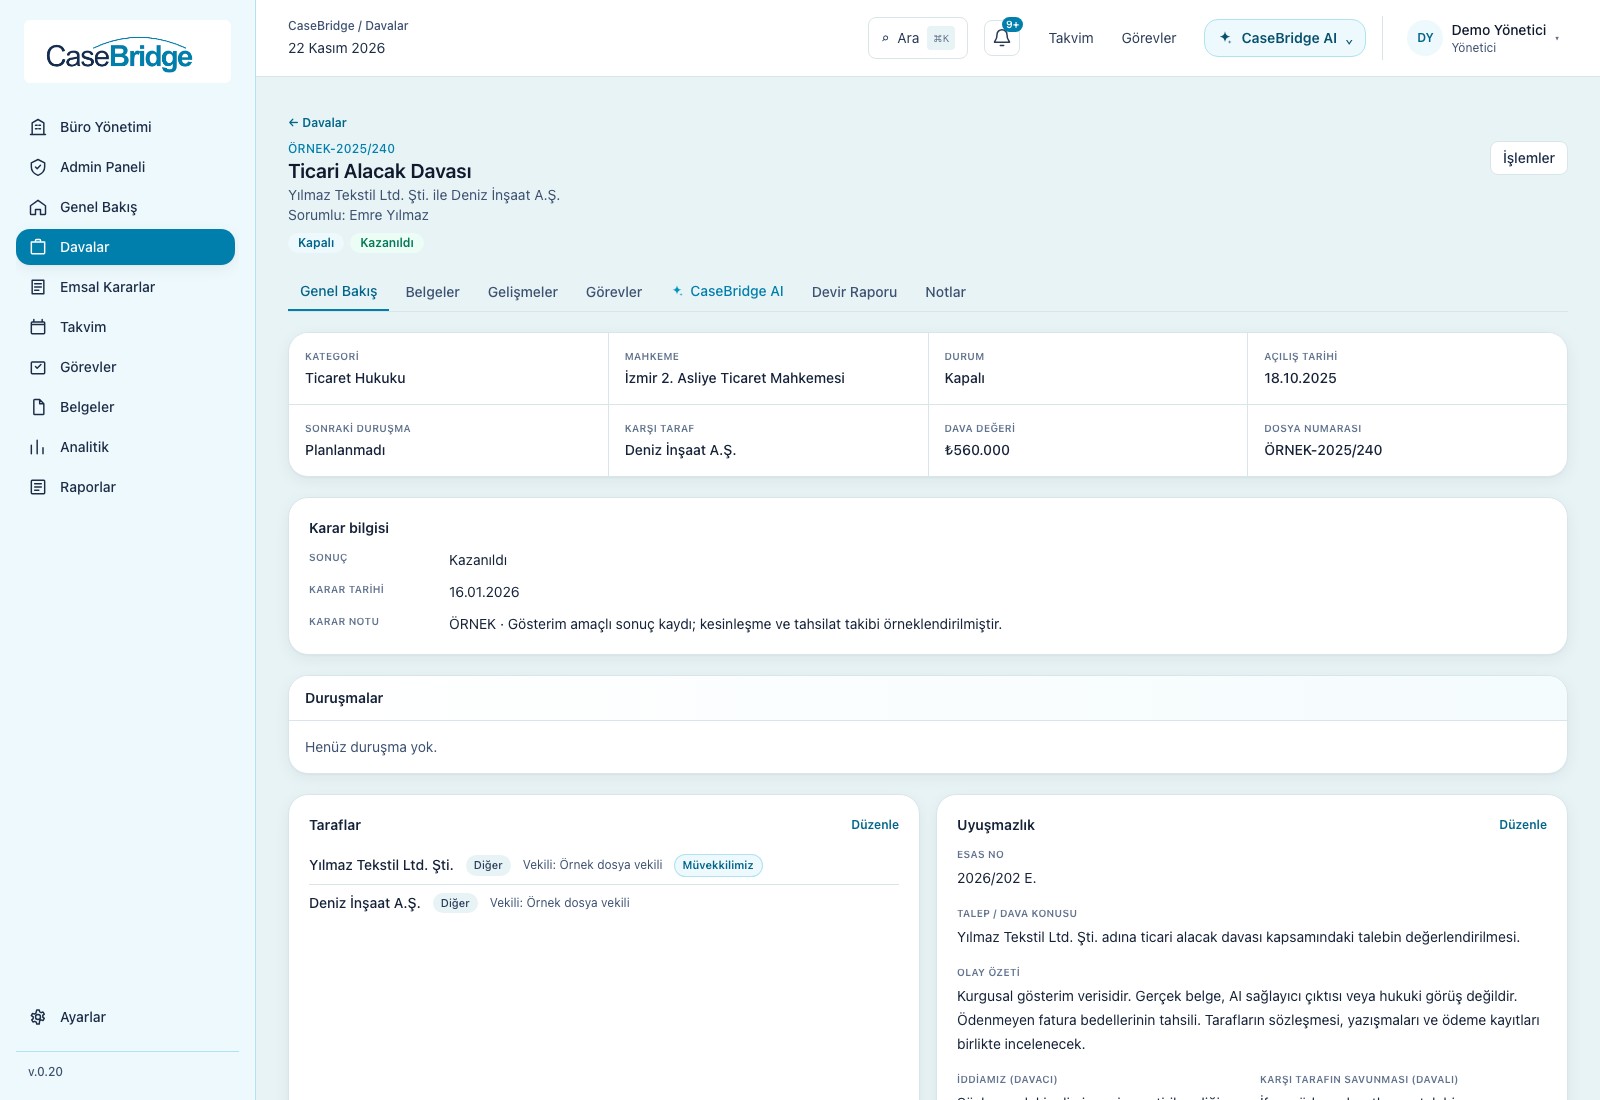 CaseBridge
Büro Yönetimi
Admin Paneli
Genel Bakış
Davalar
Emsal Kararlar
Takvim
Görevler
Belgeler
Analitik
Raporlar
Ayarlar
v.0.20
CaseBridge / Davalar
22 Kasım 2026
Ara ⌘K
9+
Takvim
Görevler
CaseBridge AI
DY
Demo Yönetici
Yönetici
← Davalar
ÖRNEK-2025/240
Ticari Alacak Davası
Yılmaz Tekstil Ltd. Şti. ile Deniz İnşaat A.Ş.
Sorumlu: Emre Yılmaz
Kapalı Kazanıldı
İşlemler
Genel Bakış Belgeler Gelişmeler Görevler CaseBridge AI Devir Raporu Notlar
KATEGORİ
Ticaret Hukuku
MAHKEME
İzmir 2. Asliye Ticaret Mahkemesi
DURUM
Kapalı
AÇILIŞ TARİHİ
18.10.2025
SONRAKİ DURUŞMA
Planlanmadı
KARŞI TARAF
Deniz İnşaat A.Ş.
DAVA DEĞERİ
₺560.000
DOSYA NUMARASI
ÖRNEK-2025/240
Karar bilgisi
SONUÇ Kazanıldı
KARAR TARİHİ 16.01.2026
KARAR NOTU ÖRNEK · Gösterim amaçlı sonuç kaydı; kesinleşme ve tahsilat takibi örneklendirilmiştir.
Duruşmalar
Henüz duruşma yok.
Taraflar Düzenle
Yılmaz Tekstil Ltd. Şti. Diğer Vekili: Örnek dosya vekili Müvekkilimiz
Deniz İnşaat A.Ş. Diğer Vekili: Örnek dosya vekili
Uyuşmazlık Düzenle
ESAS NO
2026/202 E.
TALEP / DAVA KONUSU
Yılmaz Tekstil Ltd. Şti. adına ticari alacak davası kapsamındaki talebin değerlendirilmesi.
OLAY ÖZETİ
Kurgusal gösterim verisidir. Gerçek belge, AI sağlayıcı çıktısı veya hukuki görüş değildir.
Ödenmeyen fatura bedellerinin tahsili. Tarafların sözleşmesi, yazışmaları ve ödeme kayıtları
birlikte incelenecek.
İDDİAMIZ (DAVACI)
KARŞI TARAFIN SAVUNMASI (DAVALI)